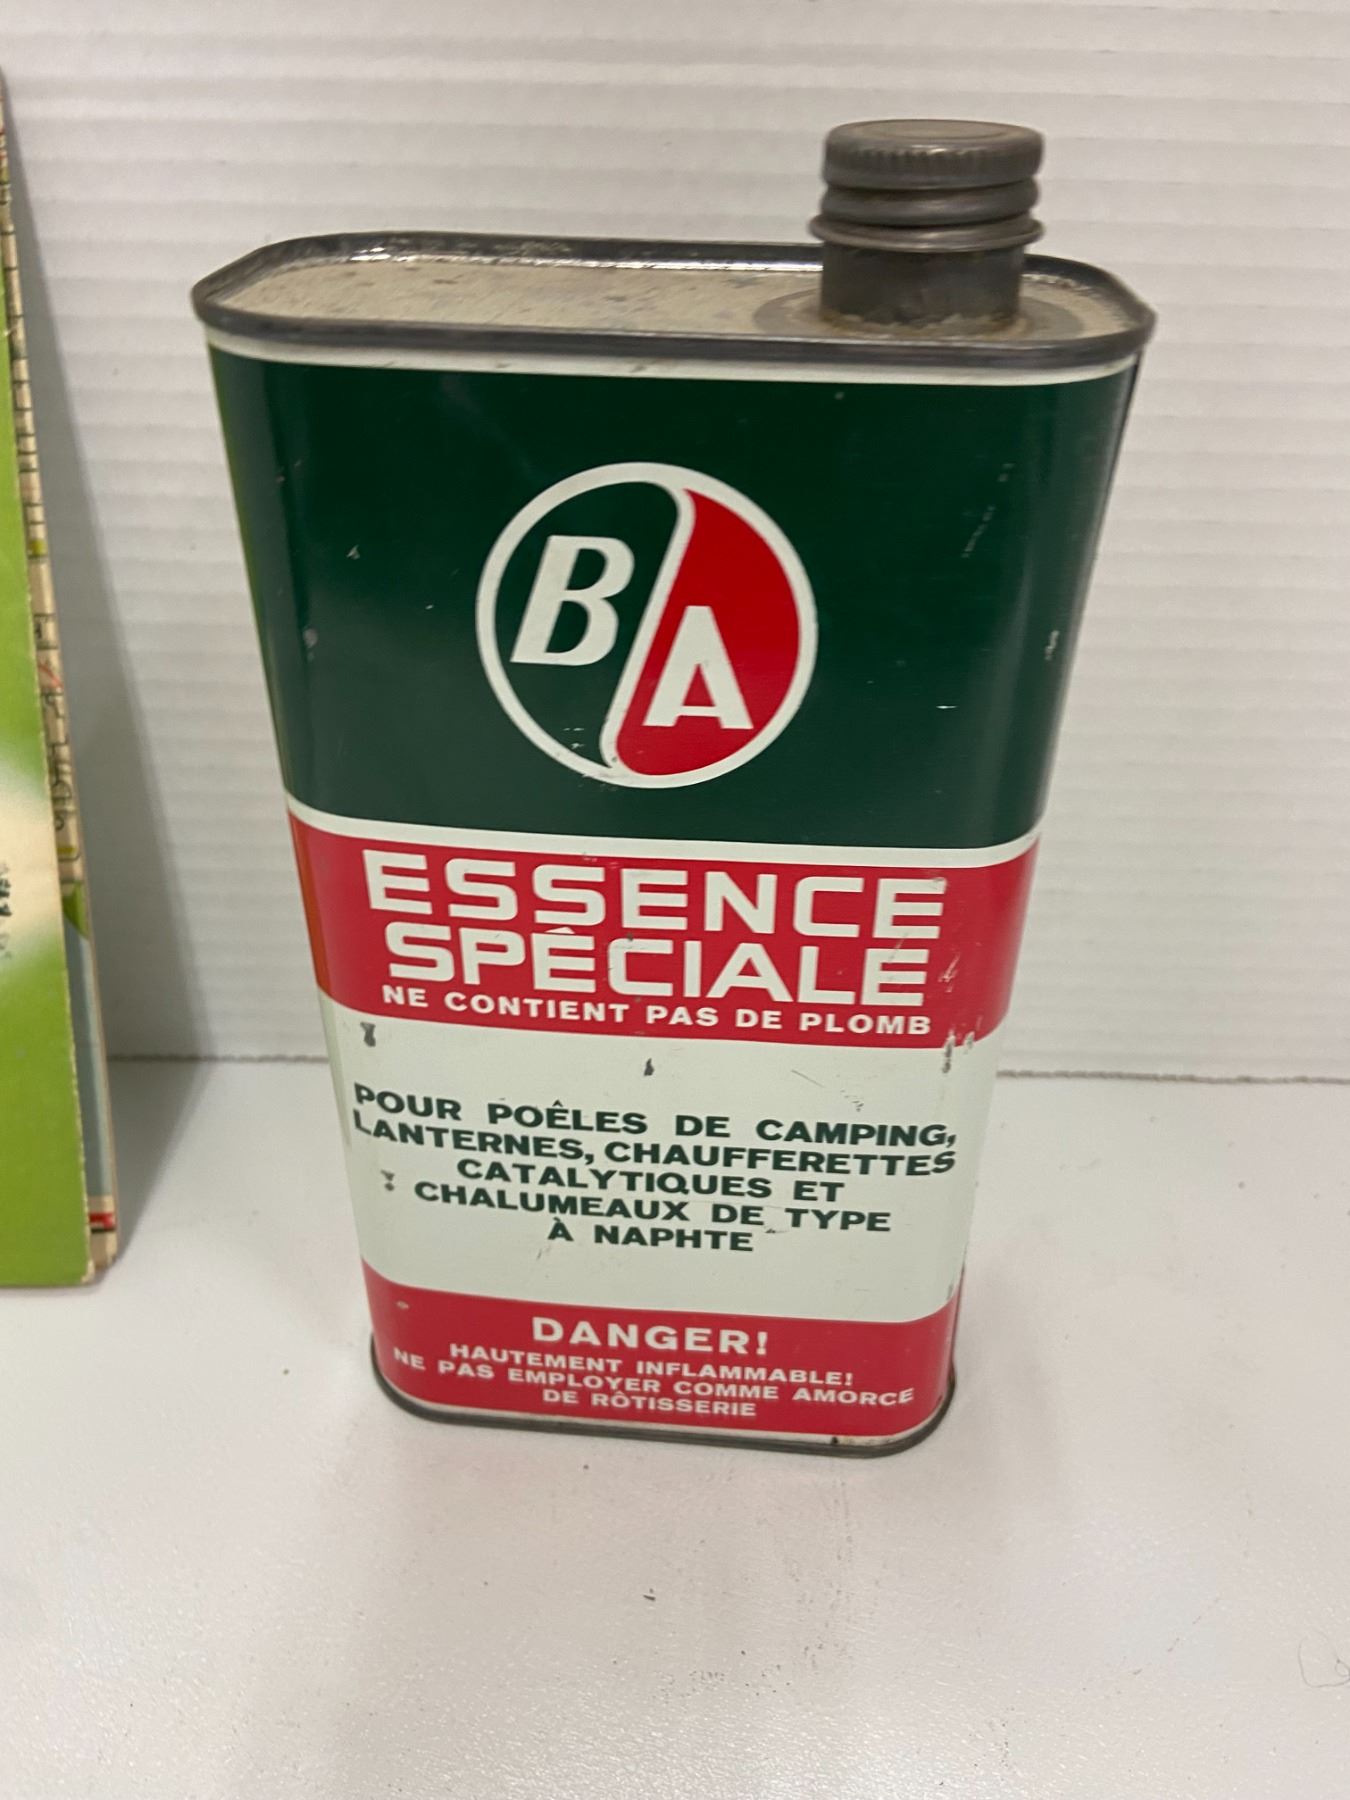 B A
ESSENCE
SPÉCIALE
NE CONTIENT PAS DE PLOMB
POUR POÊLES DE CAMPING,
LANTERNES, CHAUFFERETTES
CATALYTIQUES ET
CHALUMEAUX DE TYPE
À NAPHTE
DANGER!
HAUTEMENT INFLAMMABLE!
NE PAS EMPLOYER COMME AMORCE
DE RÔTISSERIE